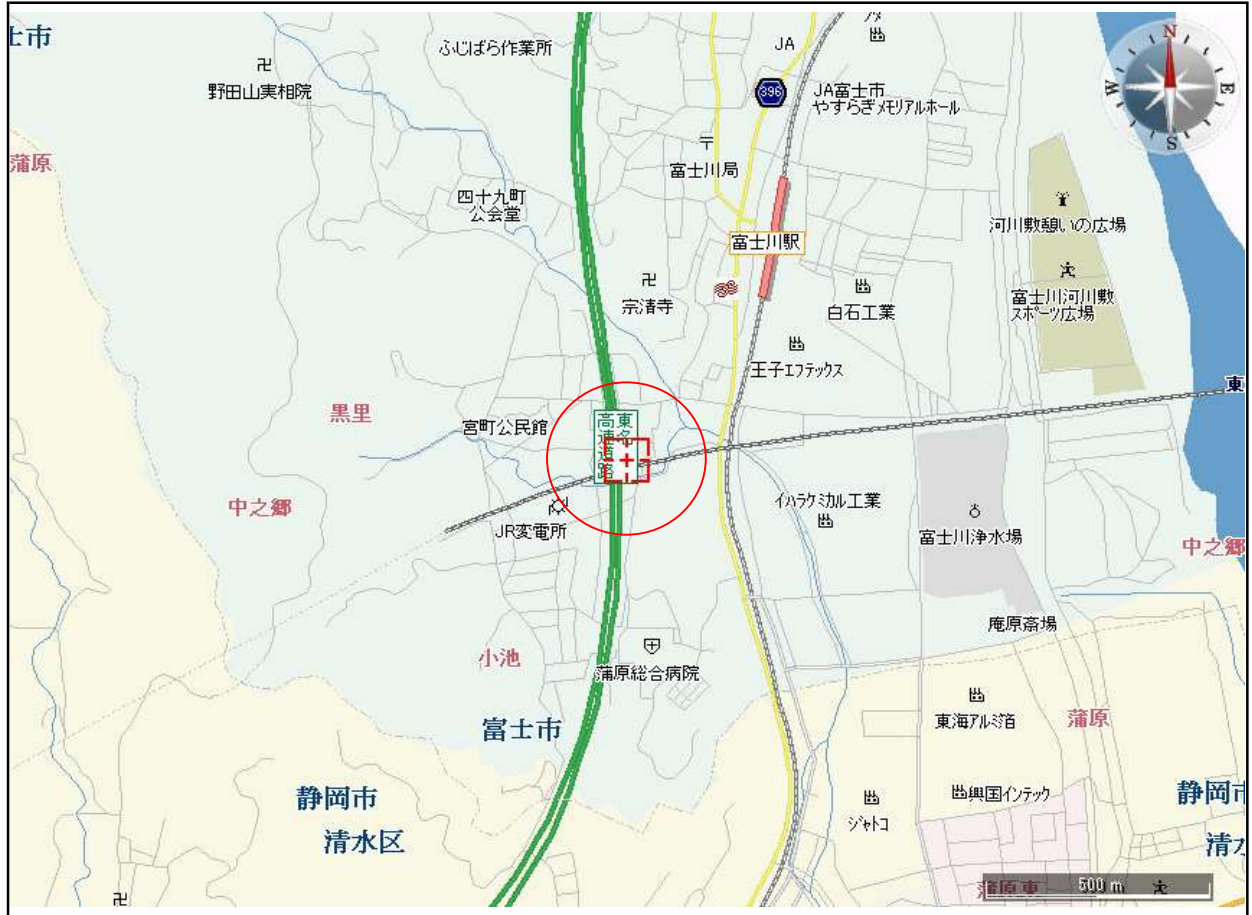 士市
ふじばら作業所
JA
卍
野田山実相院
396
JA富士市
やすらぎメモリアルホール
N
W
E
S
蒲原
〒
富士川局
四十九町
公会堂
河川敷憩いの広場
富士川駅
卍
宗清寺
富士川河川敷
スポーツ広場
白石工業
王子エフテックス
東
黒里
宮町公民館
東名
高速道路
中之郷
JR変電所
イハラケミカル工業
富士川浄水場
中之郷
庵原斎場
小池
蒲原総合病院
東海アルミ箔
蒲原
富士市
静岡市
清水区
興国インテック
ジヤトコ
静岡市
清水
卍
蒲原東
500 m